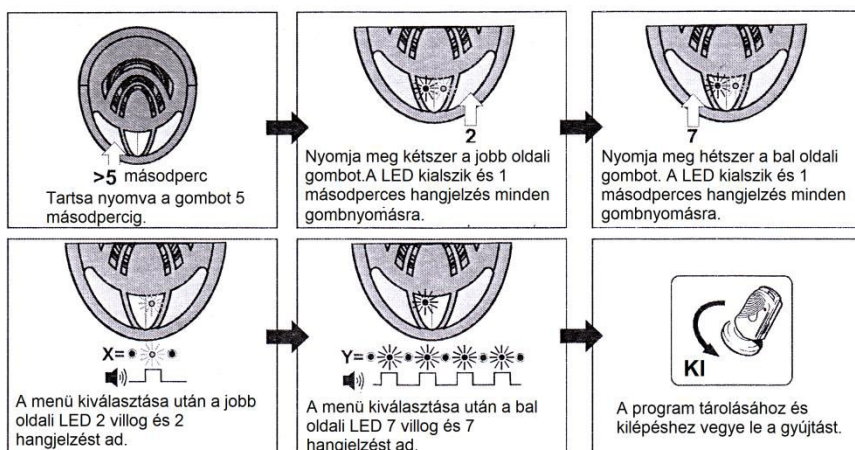 >5 másodperc
Tartsa nyomva a gombot 5
másodpercig.
2
Nyomja meg kétszer a jobb oldali
gombot.A LED kialszik és 1
másodperces hangjelzés minden
gombnyomásra.
7
Nyomja meg hétszer a bal oldali
gombot. A LED kialszik és 1
másodperces hangjelzés minden
gombnyomásra.
X=
A menü kiválasztása után a jobb
oldali LED 2 villog és 2
hangjelzést ad.
Y=
A menü kiválasztása után a bal
oldali LED 7 villog és 7
hangjelzést ad.
KI
A program tárolásához és
kilépéshez vegye le a gyújtást.